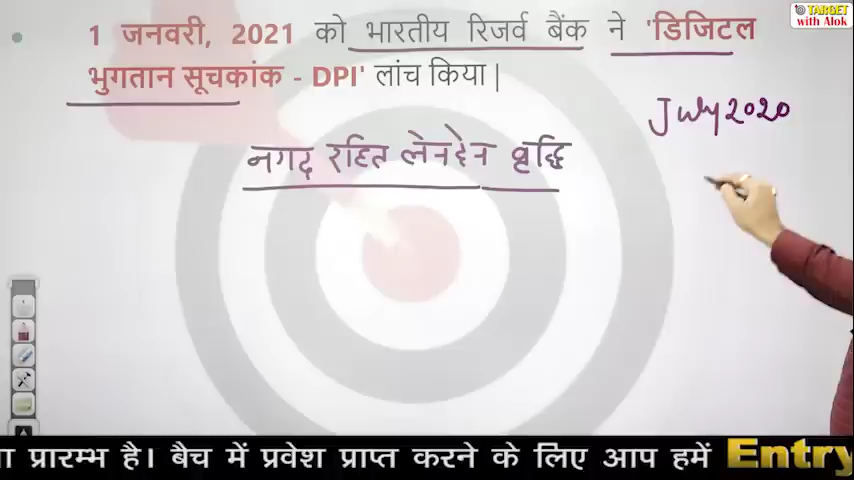 TARGET
with Alok
1 जनवरी, 2021 को भारतीय रिजर्व बैंक ने 'डिजिटल
भुगतान सूचकांक - DPI' लांच किया|
July 2020
नगद रहित लेनदेन वृद्धि
प्रारम्भ है। बैच में प्रवेश प्राप्त करने के लिए आप हमें Entry